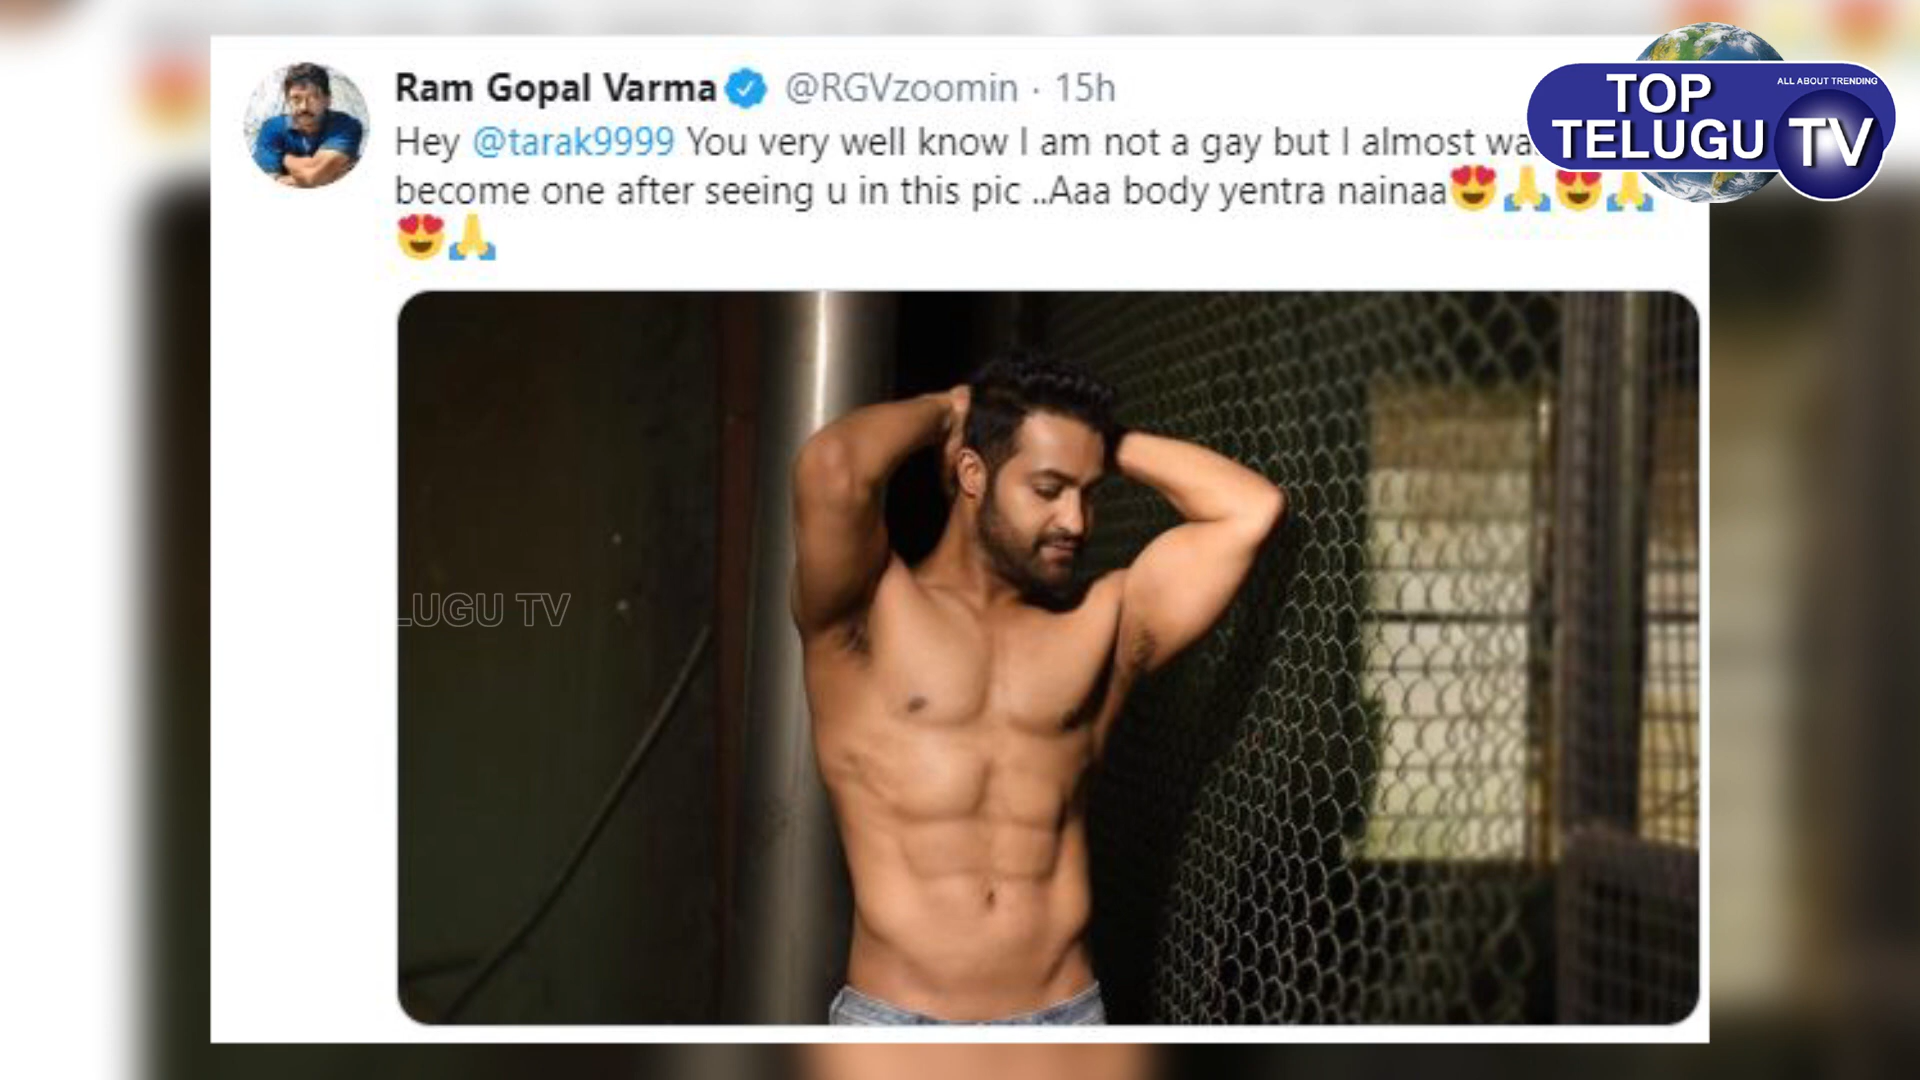 Ram Gopal Varma @RGVzoomin · 15h
Hey @tarak9999 You very well know I am not a gay but I almost
become one after seeing u in this pic ..Aaa body yentra nainaa😍🙏😍🙏
😍🙏
TOP
TELUGU TV
ALL ABOUT TRENDING
LUGU TV